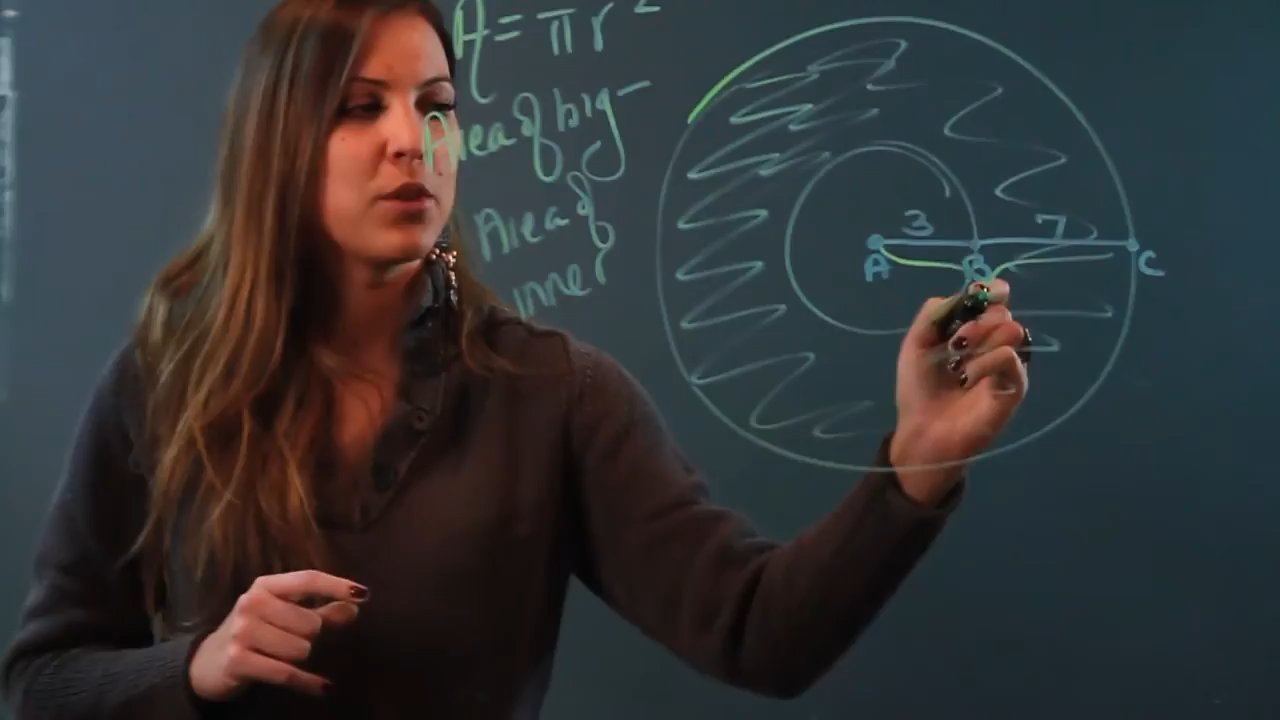 A = πr²
Area of big -
Area of
inner
3 7
A B C